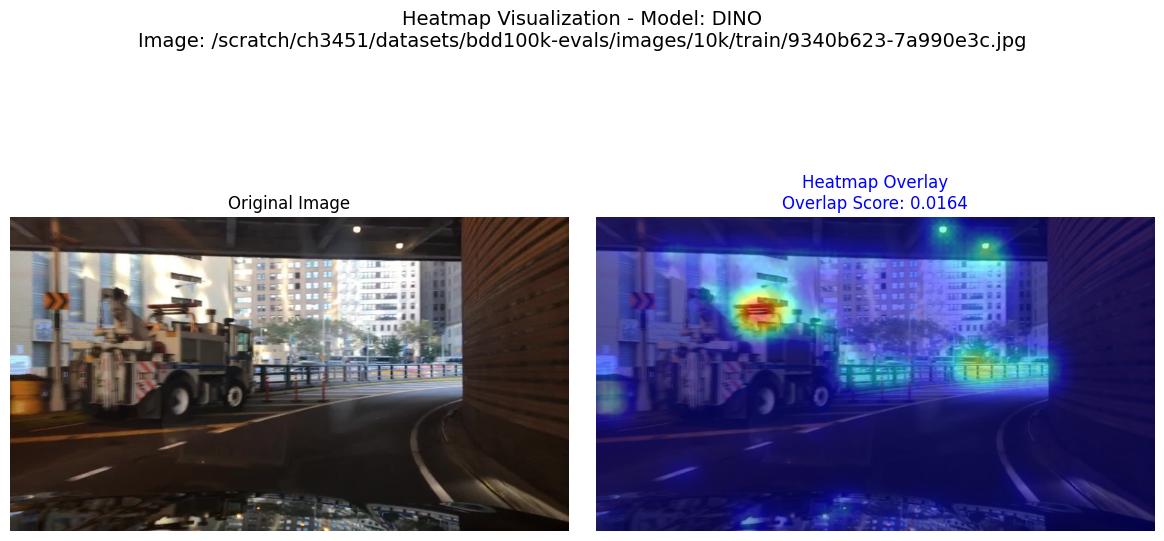 Heatmap Visualization - Model: DINO
Image: /scratch/ch3451/datasets/bdd100k-evals/images/10k/train/9340b623-7a990e3c.jpg
Original Image
Heatmap Overlay
Overlap Score: 0.0164